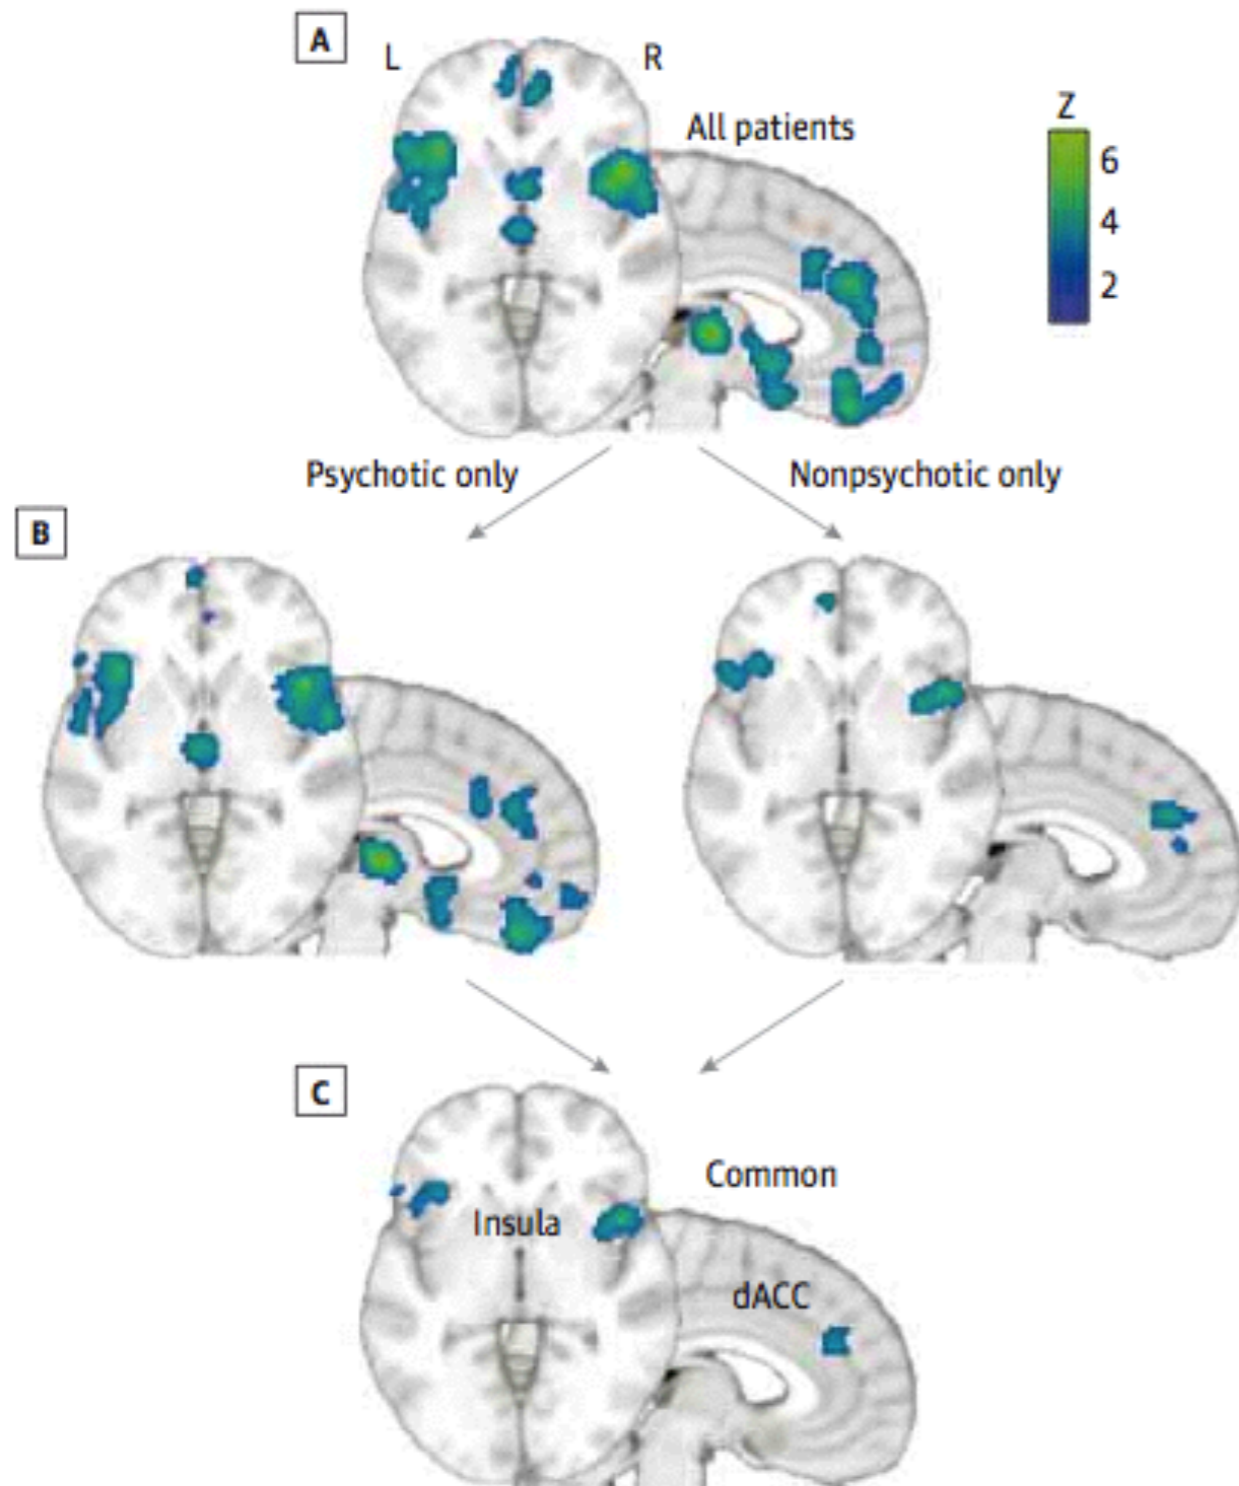 A
L
R
All patients
Z
6
4
2
Psychotic only
Nonpsychotic only
B
C
Common
Insula
dACC